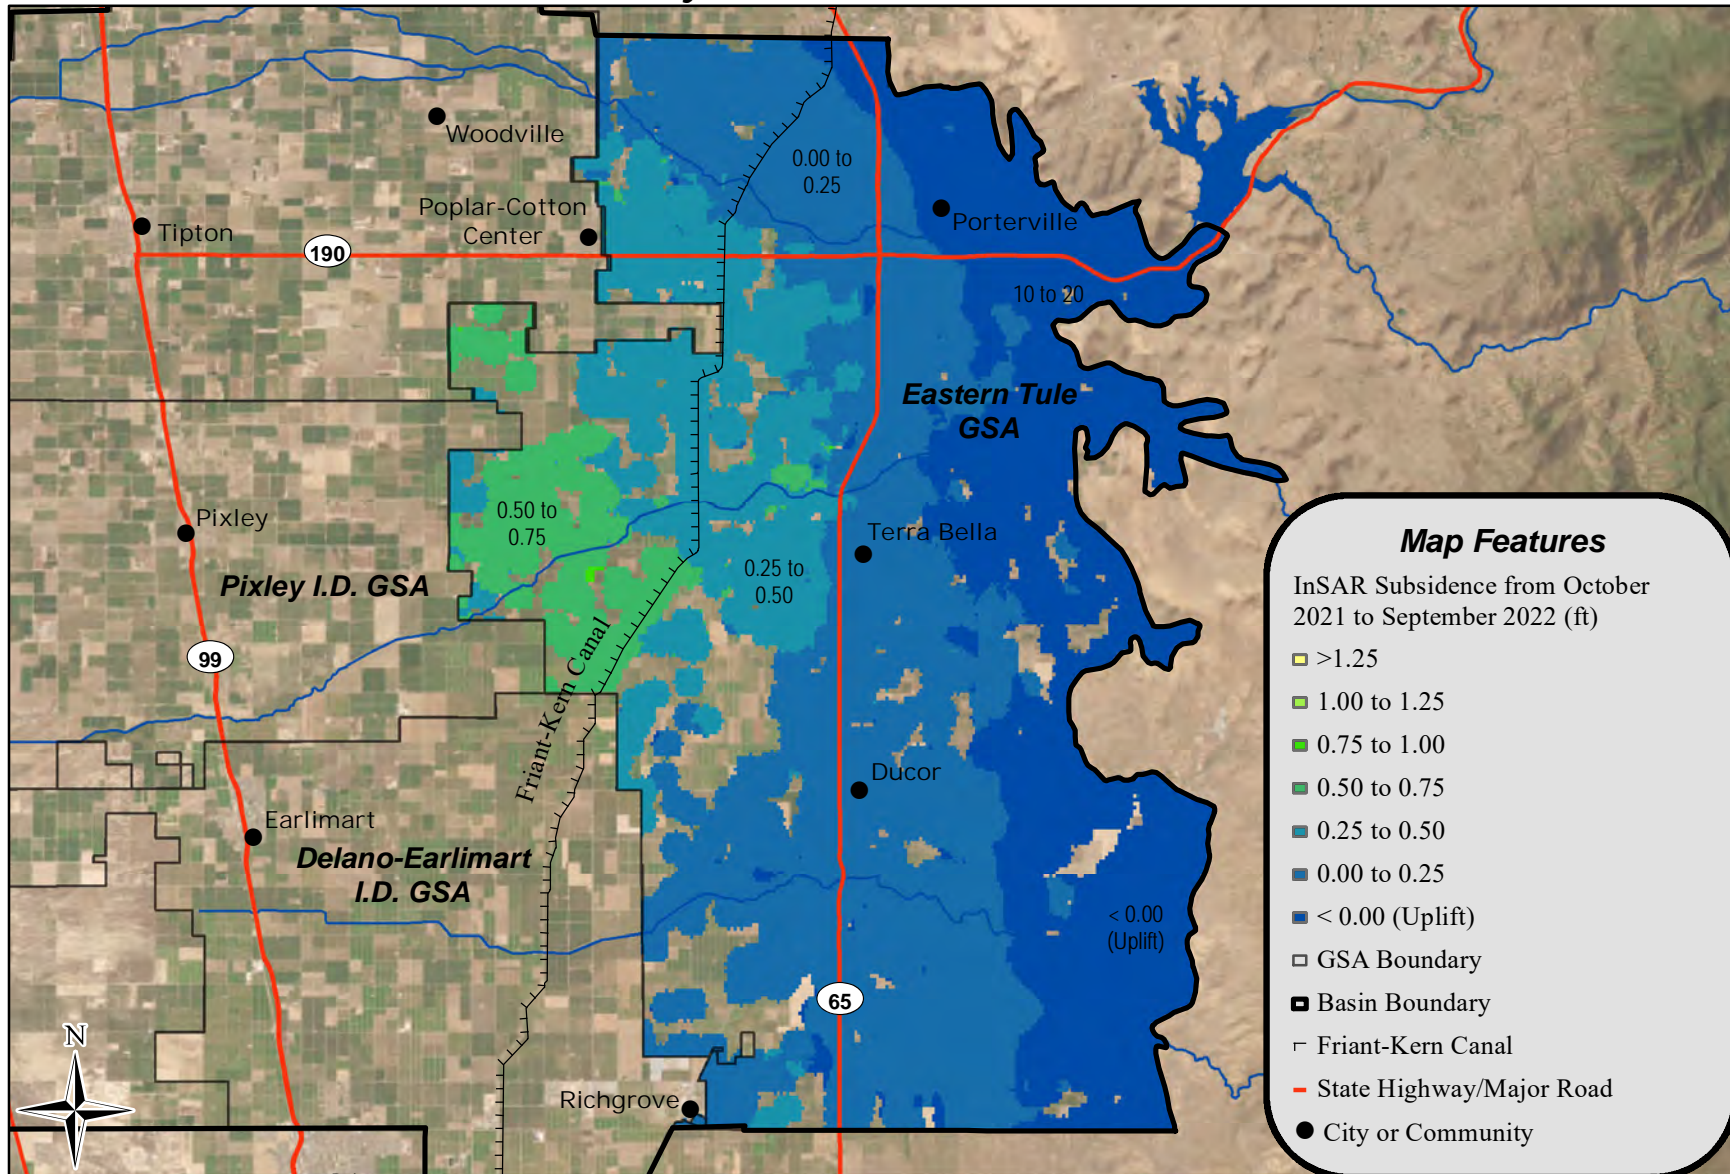 Woodville
Tipton
Poplar-Cotton
Center
190
0.00 to
0.25
Porterville
10 to 20
Eastern Tule
GSA
Pixley
0.50 to
0.75
Pixley I.D. GSA
Terra Bella
0.25 to
0.50
99
Friant-Kern Canal
Ducor
Earlimart
Delano-Earlimart
I.D. GSA
< 0.00
(Uplift)
65
Richgrove
N
Map Features
InSAR Subsidence from October
2021 to September 2022 (ft)
>1.25
1.00 to 1.25
0.75 to 1.00
0.50 to 0.75
0.25 to 0.50
0.00 to 0.25
< 0.00 (Uplift)
GSA Boundary
Basin Boundary
Friant-Kern Canal
State Highway/Major Road
City or Community